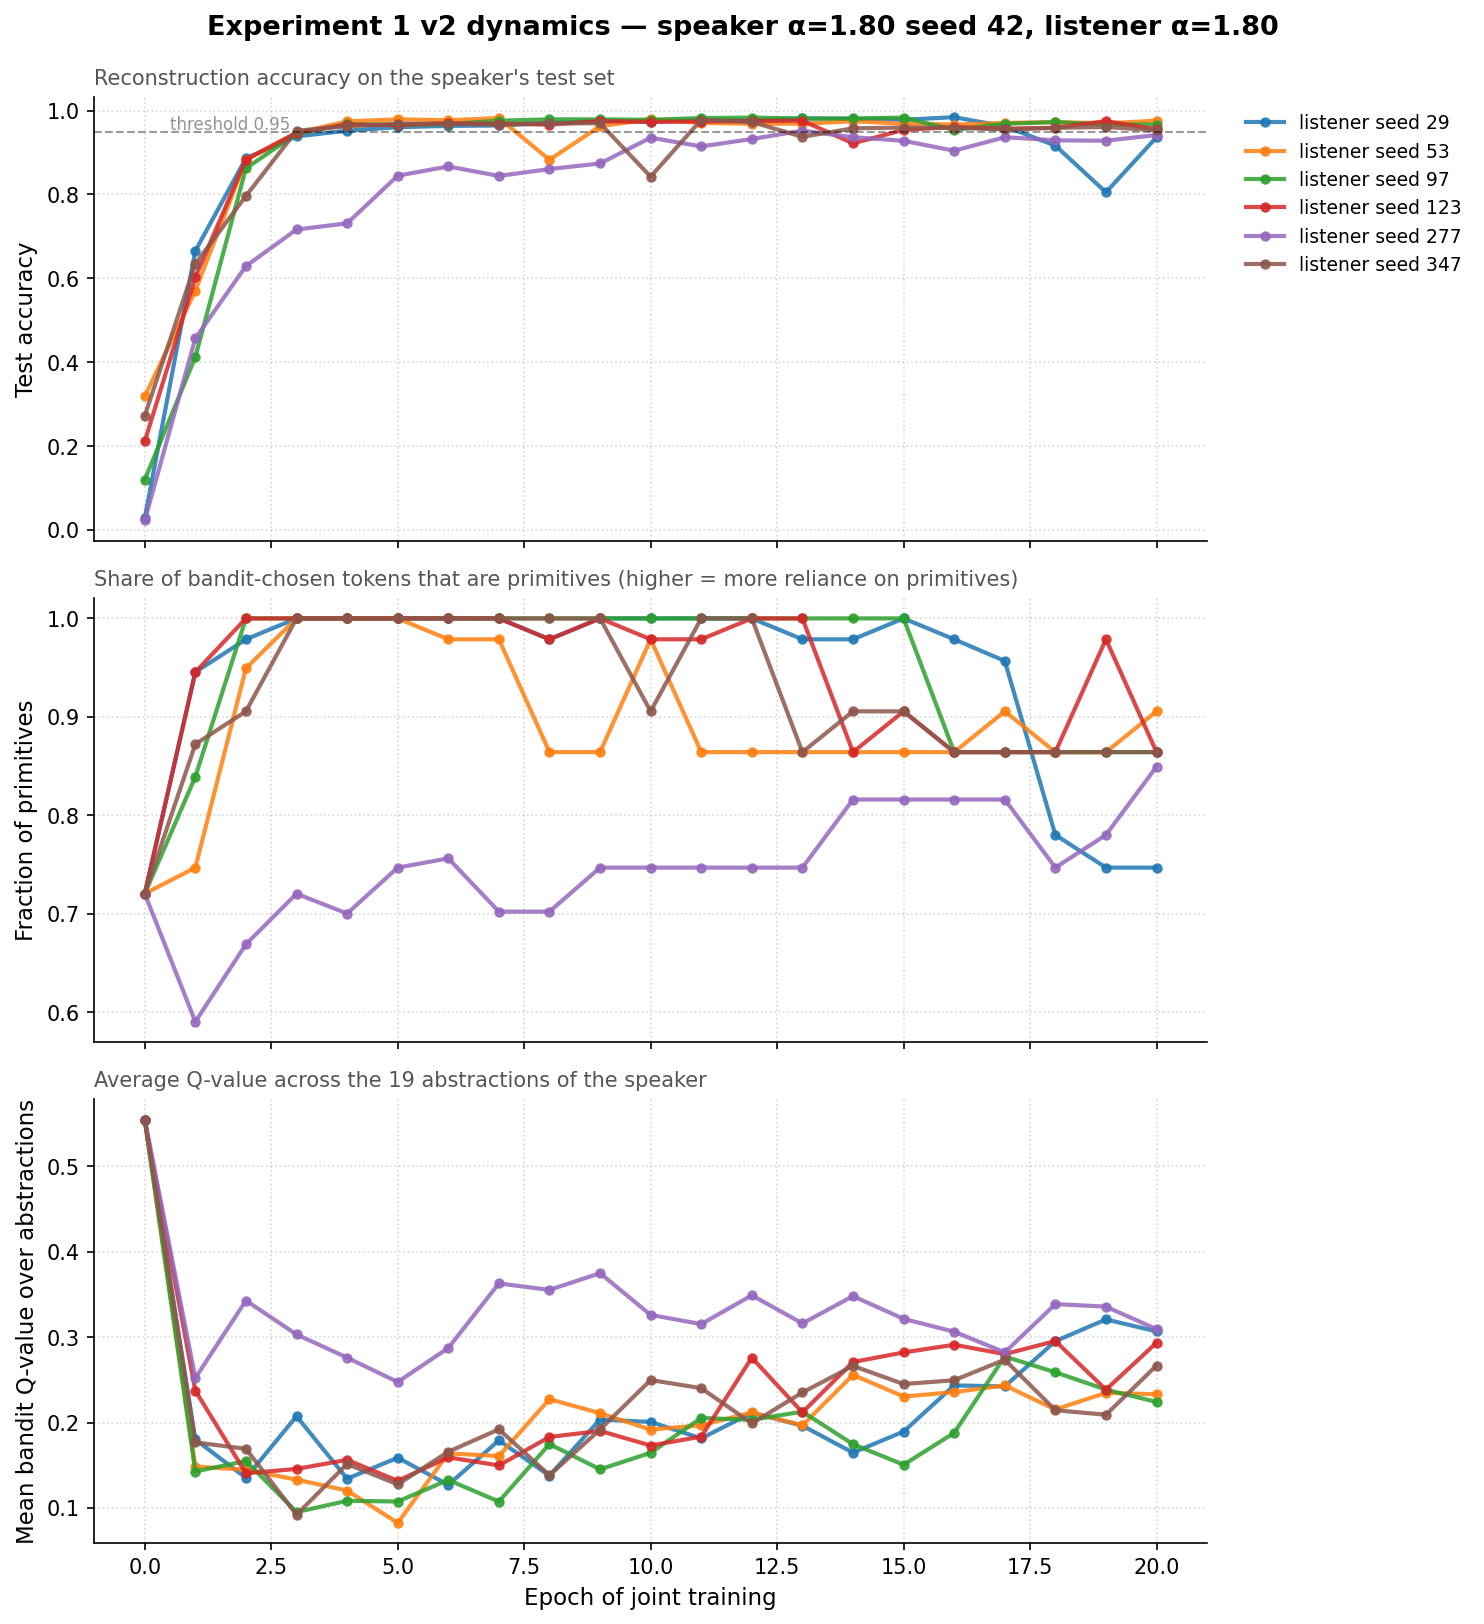 Experiment 1 v2 dynamics — speaker α=1.80 seed 42, listener α=1.80
Reconstruction accuracy on the speaker's test set
1.0
0.8
0.6
0.4
0.2
0.0
Test accuracy
threshold 0.95
listener seed 29
listener seed 53
listener seed 97
listener seed 123
listener seed 277
listener seed 347
Share of bandit-chosen tokens that are primitives (higher = more reliance on primitives)
1.0
0.9
0.8
0.7
0.6
Fraction of primitives
Average Q-value across the 19 abstractions of the speaker
0.5
0.4
0.3
0.2
0.1
Mean bandit Q-value over abstractions
0.0 2.5 5.0 7.5 10.0 12.5 15.0 17.5 20.0
Epoch of joint training